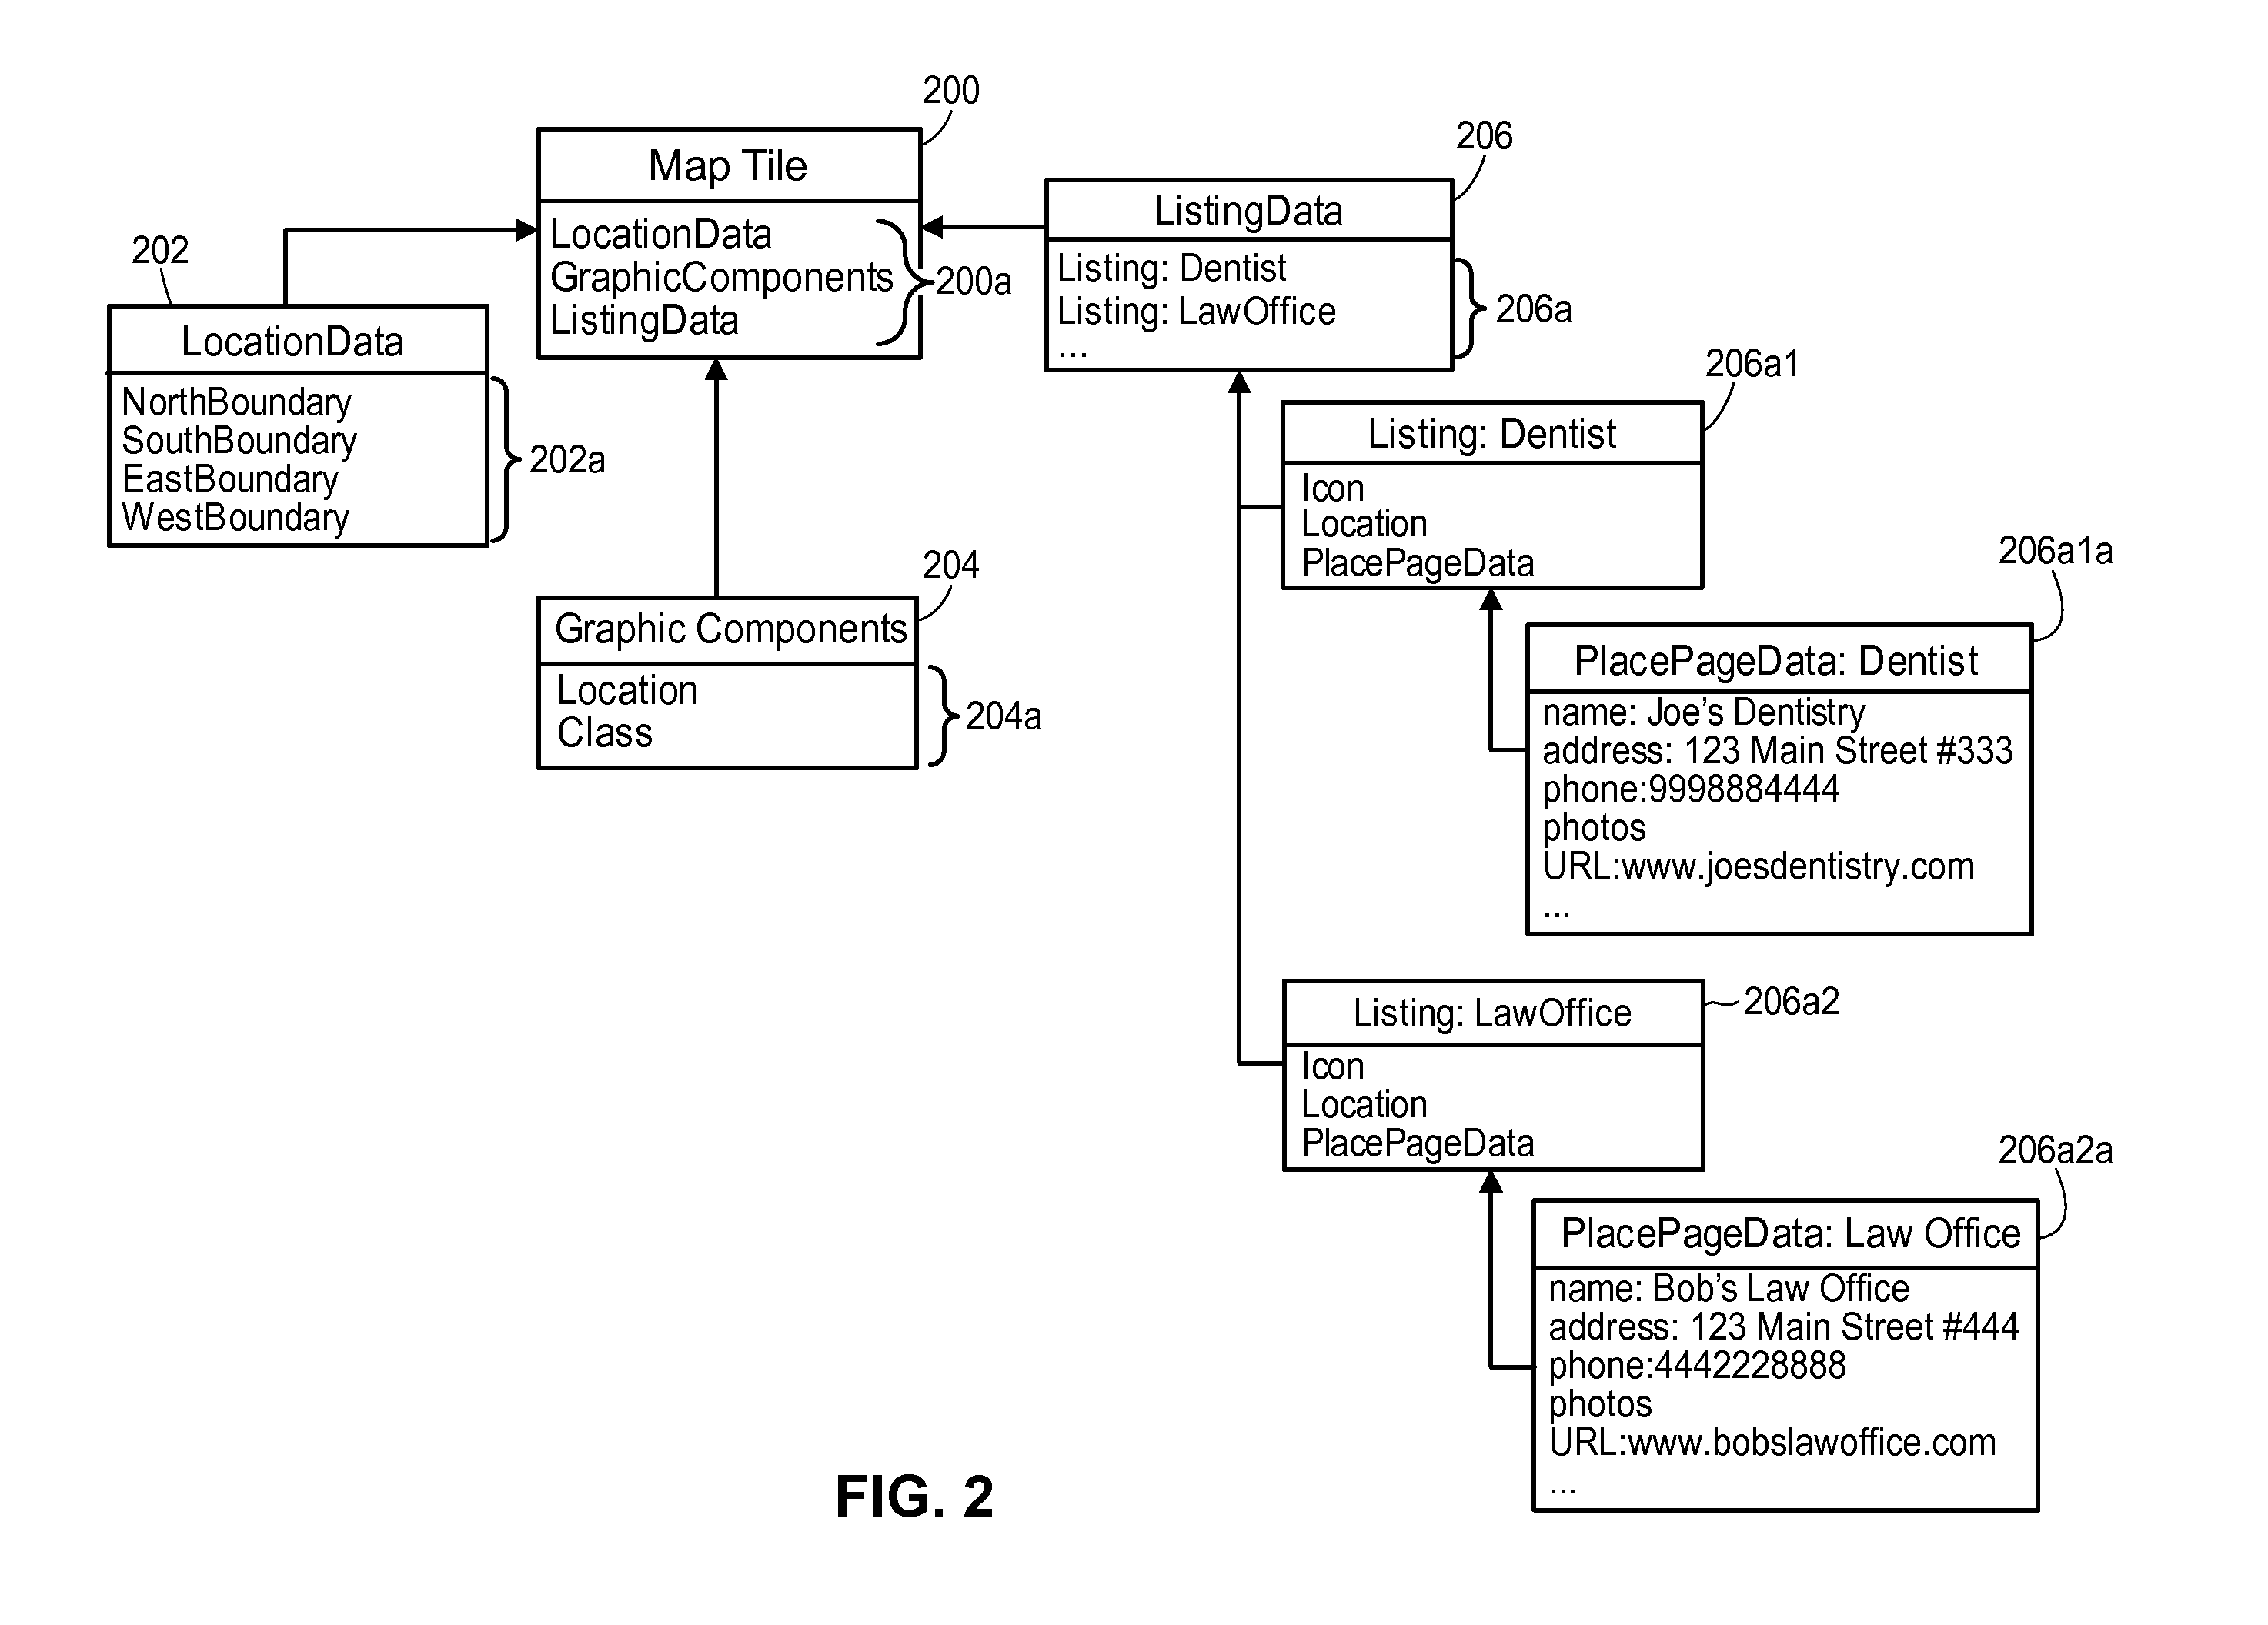 200
Map Tile
LocationData
GraphicComponents
ListingData
200a
202
LocationData
NorthBoundary
SouthBoundary
EastBoundary
WestBoundary
202a
204
Graphic Components
Location
Class
204a
206
ListingData
Listing: Dentist
Listing: LawOffice
...
206a
206a1
Listing: Dentist
Icon
Location
PlacePageData
206a1a
PlacePageData: Dentist
name: Joe's Dentistry
address: 123 Main Street #333
phone:9998884444
photos
URL:www.joesdentistry.com
...
206a2
Listing: LawOffice
Icon
Location
PlacePageData
206a2a
PlacePageData: Law Office
name: Bob's Law Office
address: 123 Main Street #444
phone:4442228888
photos
URL:www.bobslawoffice.com
...
FIG. 2